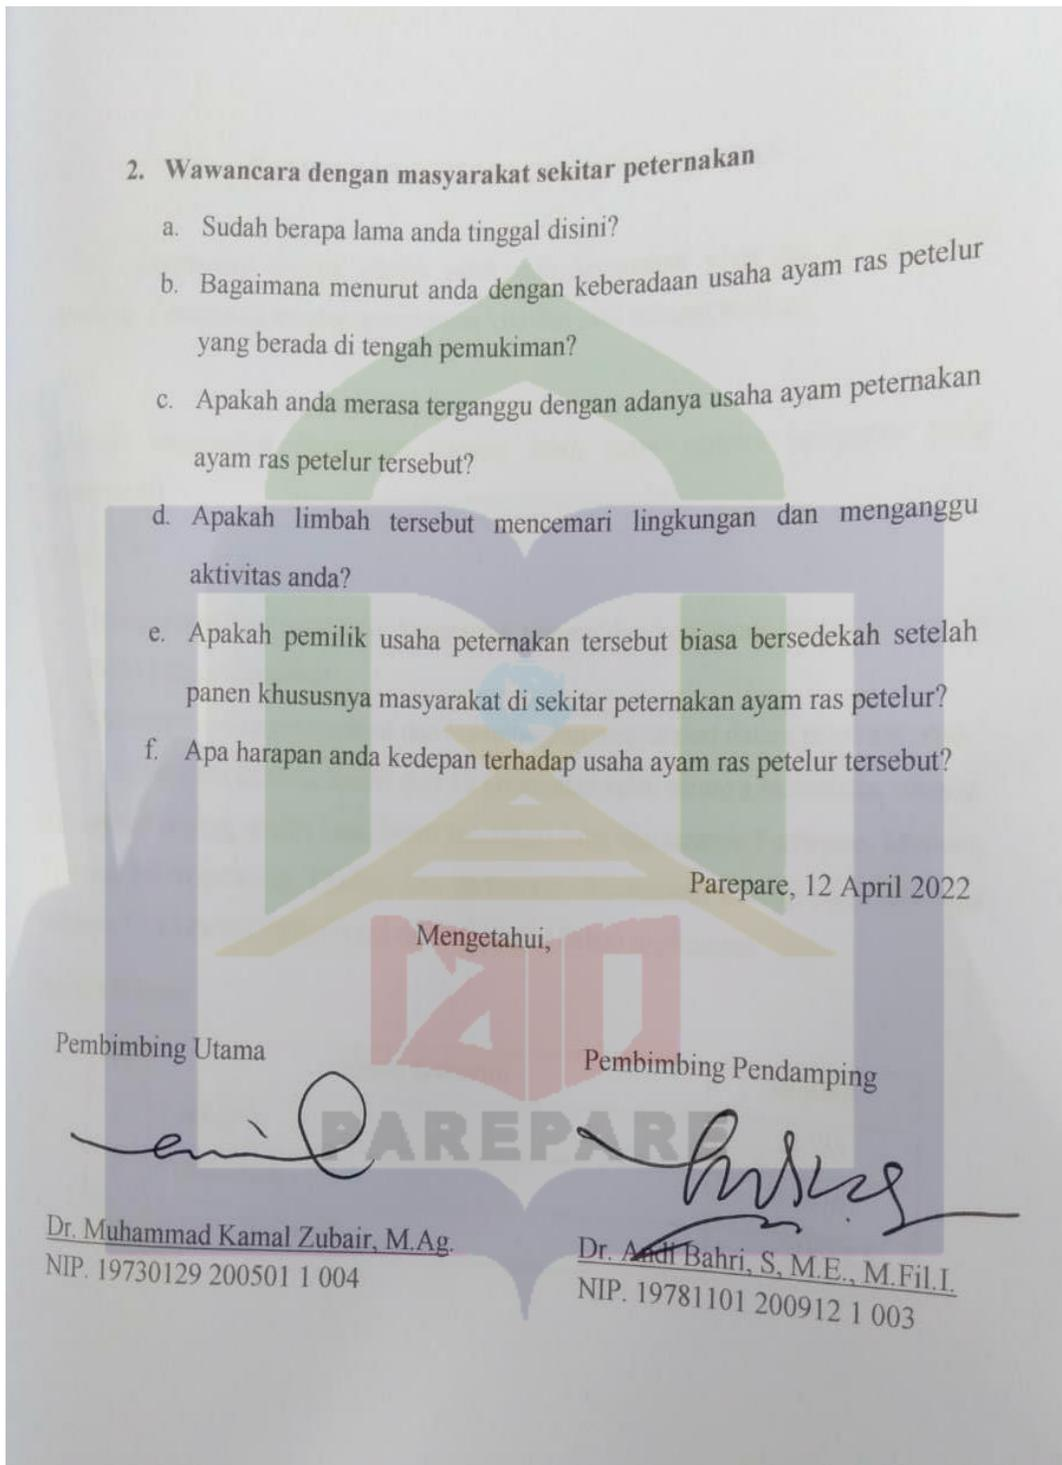 2. Wawancara dengan masyarakat sekitar peternakan
a. Sudah berapa lama anda tinggal disini?
b. Bagaimana menurut anda dengan keberadaan usaha ayam ras petelur
yang berada di tengah pemukiman?
c. Apakah anda merasa terganggu dengan adanya usaha ayam peternakan
ayam ras petelur tersebut?
d. Apakah limbah tersebut mencemari lingkungan dan menganggu
aktivitas anda?
e. Apakah pemilik usaha peternakan tersebut biasa bersedekah setelah
panen khususnya masyarakat di sekitar peternakan ayam ras petelur?
f. Apa harapan anda kedepan terhadap usaha ayam ras petelur tersebut?
Parepare, 12 April 2022
Mengetahui,
Pembimbing Utama
Pembimbing Pendamping
PAREPARE
Dr. Muhammad Kamal Zubair, M.Ag.
NIP. 19730129 200501 1 004
Dr. Andi Bahri, S, M.E., M.Fil.I.
NIP. 19781101 200912 1 003